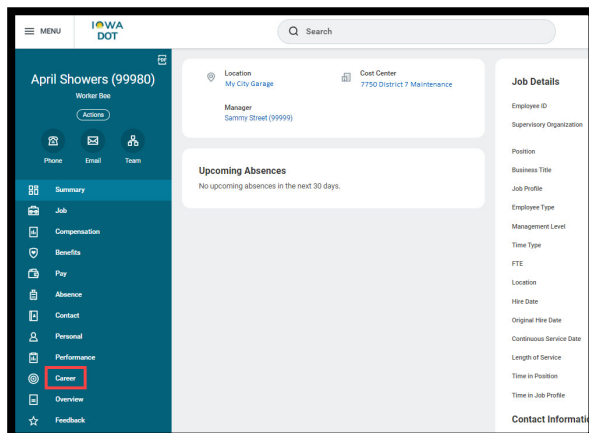 MENU
IOWA
DOT
Search
PDF
April Showers (99980)
Worker Bee
Actions
Phone Email Team
Summary
Job
Compensation
Benefits
Pay
Absence
Contact
Personal
Performance
Career
Overview
Feedback
Location
My City Garage
Cost Center
7750 District 7 Maintenance
Manager
Sammy Street (99999)
Upcoming Absences
No upcoming absences in the next 30 days.
Job Details
Employee ID
Supervisory Organization
Position
Business Title
Job Profile
Employee Type
Management Level
Time Type
FTE
Location
Hire Date
Original Hire Date
Continuous Service Date
Length of Service
Time in Position
Time in Job Profile
Contact Informati